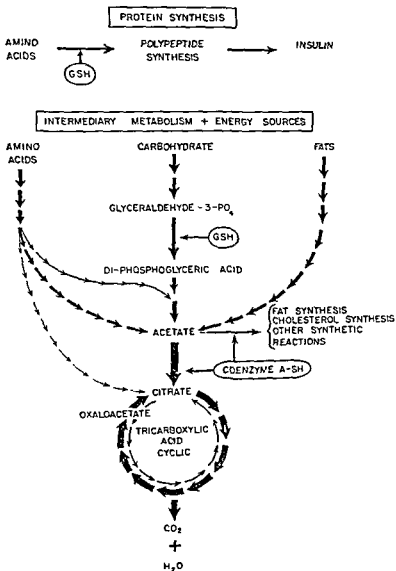 PROTEIN SYNTHESIS
AMINO ACIDS
POLYPEPTIDE SYNTHESIS
INSULIN
GSH
INTERMEDIARY METABOLISM + ENERGY SOURCES
AMINO ACIDS
CARBOHYDRATE
FATS
GLYCERALDEHYDE-3-PO4
GSH
DI-PHOSPHOGLYCERIC ACID
ACETATE
FAT SYNTHESIS
CHOLESTEROL SYNTHESIS
OTHER SYNTHETIC
REACTIONS
COENZYME A-SH
CITRATE
OXALOACETATE
TRICARBOXYLIC
ACID
CYCLIC
CO2
+
H2O